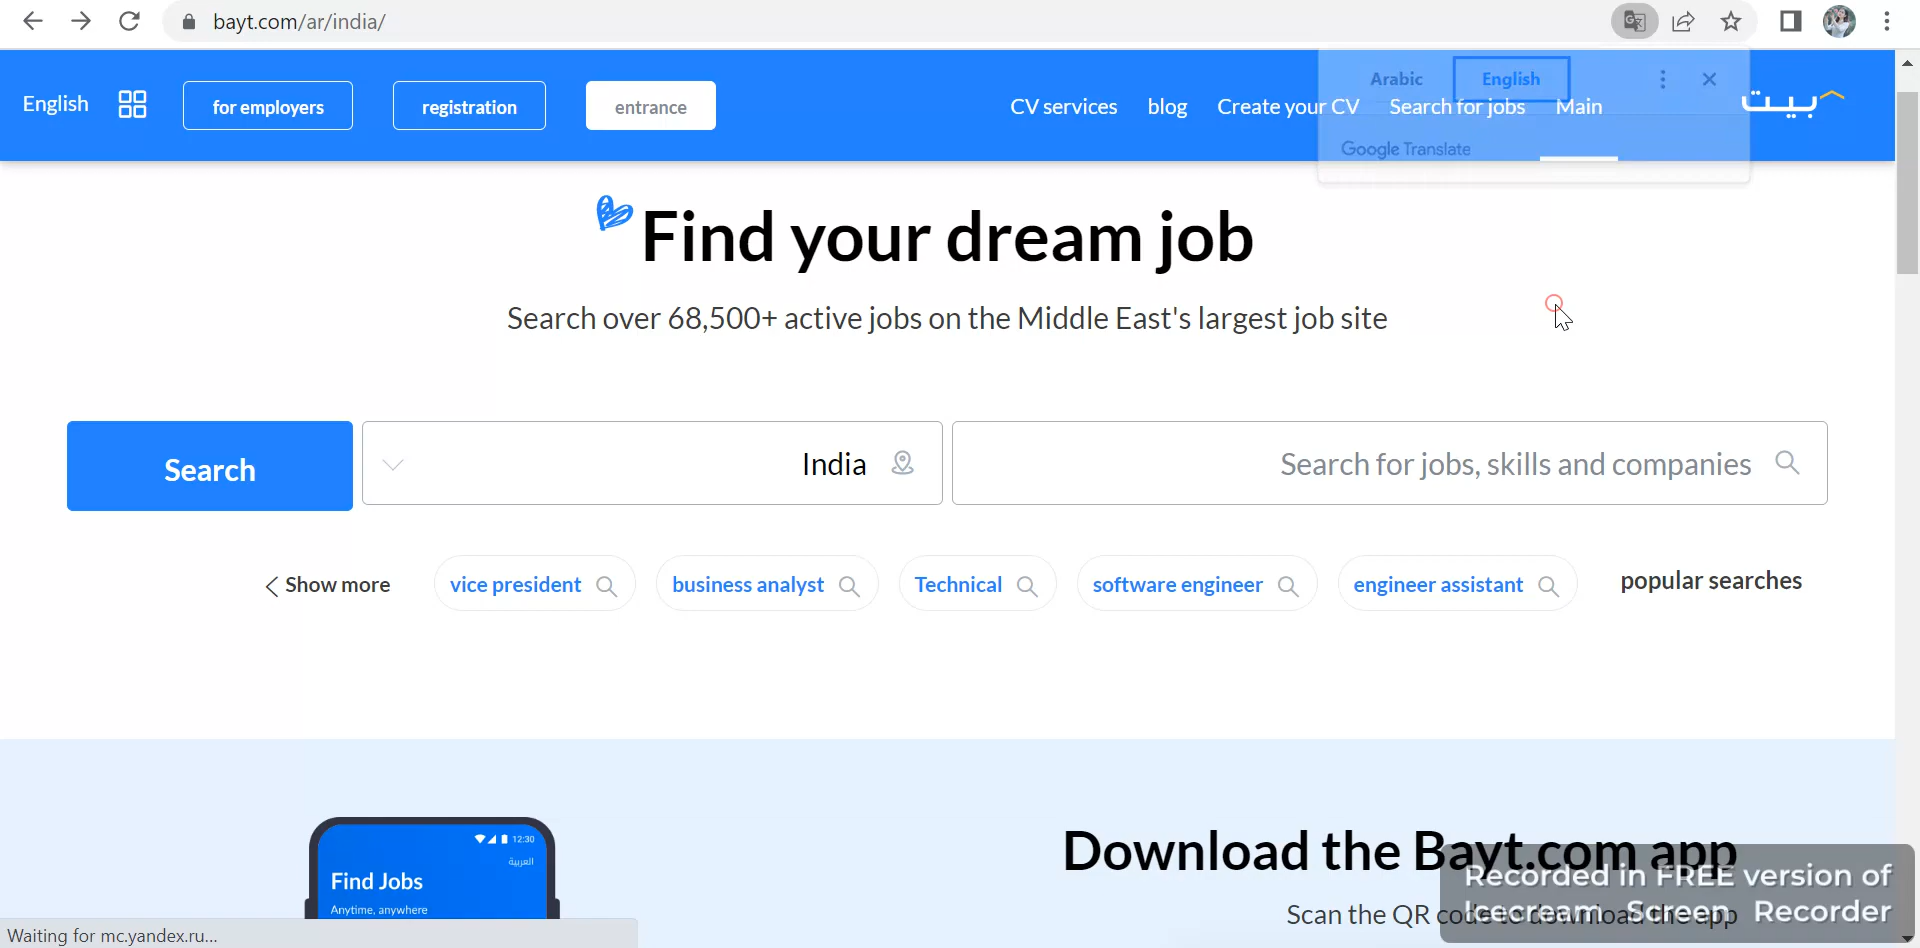 bayt.com/ar/india/
English
for employers
registration
entrance
CV services
blog
Create your CV
Search for jobs
Main
بيت
Arabic
English
Google Translate
Find your dream job
Search over 68,500+ active jobs on the Middle East's largest job site
Search
India
Search for jobs, skills and companies
Show more
vice president
business analyst
Technical
software engineer
engineer assistant
popular searches
12:30
العربية
Find Jobs
Anytime, anywhere
Download the Bayt.com app
Scan the QR code to download the app
Recorded in FREE version of
Icecream Screen Recorder
Waiting for mc.yandex.ru...